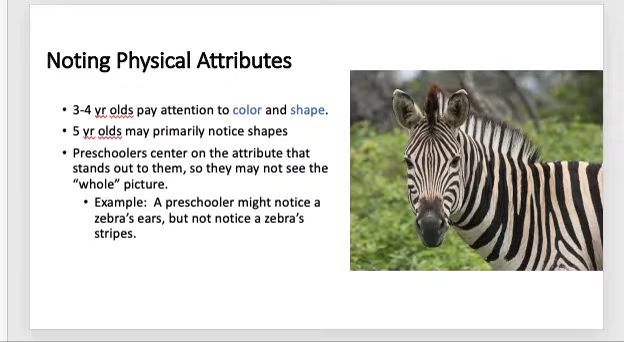 Noting Physical Attributes
• 3-4 yr olds pay attention to color and shape.
• 5 yr olds may primarily notice shapes
• Preschoolers center on the attribute that
stands out to them, so they may not see the
“whole” picture.
• Example:  A preschooler might notice a
zebra’s ears, but not notice a zebra’s
stripes.